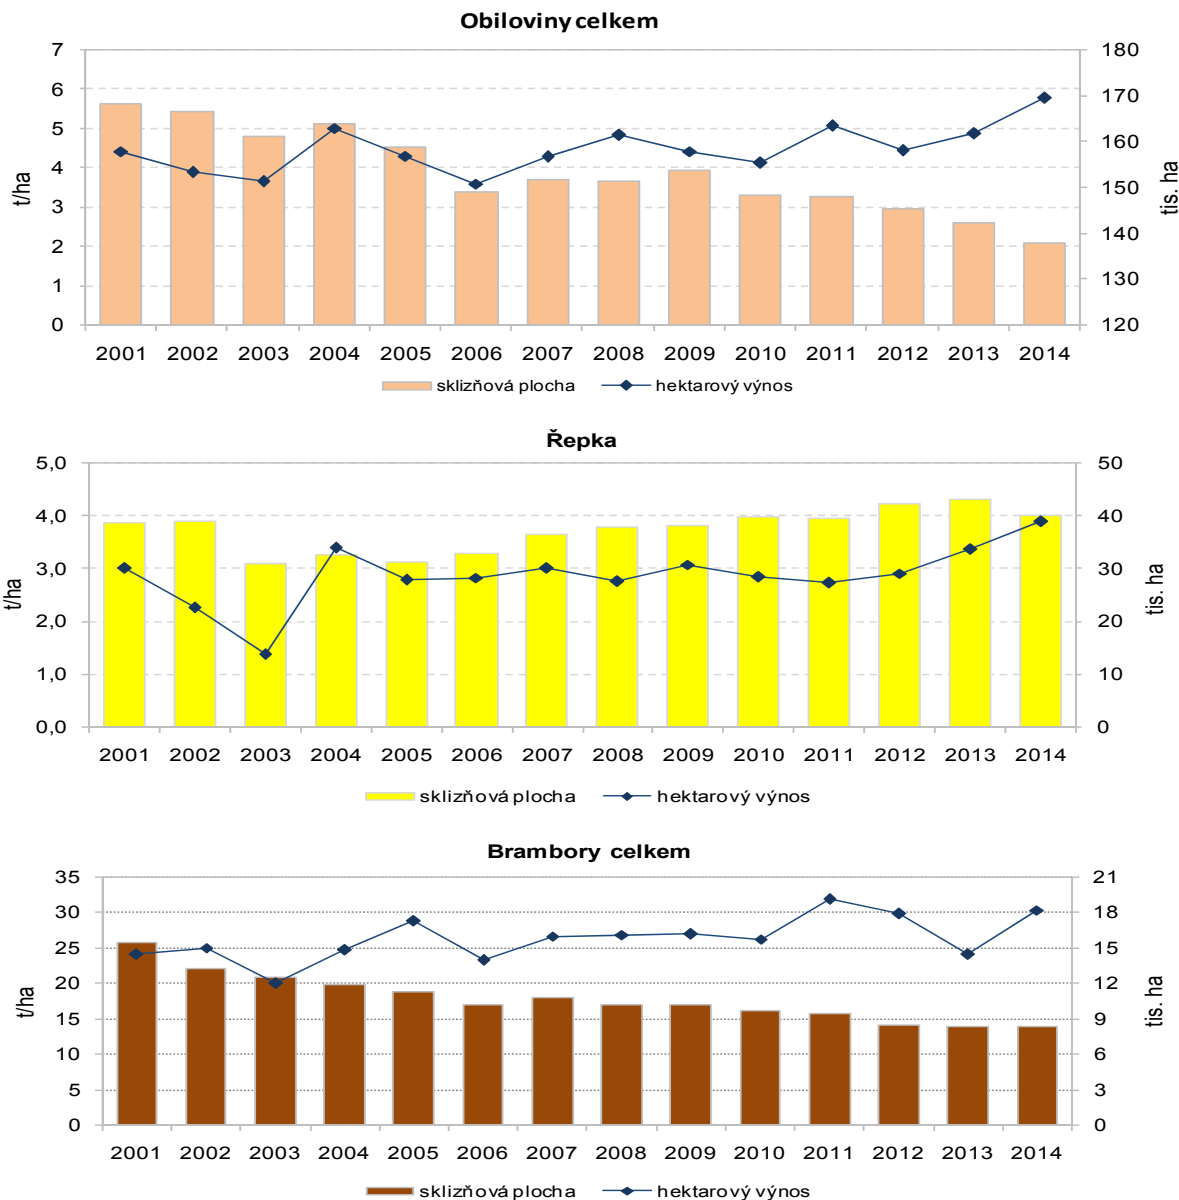 Obiloviny celkem
7 180
6 170
5 160
4 150
3 140
2 130
1 120
0
t/ha
tis. ha
2001 2002 2003 2004 2005 2006 2007 2008 2009 2010 2011 2012 2013 2014
sklizňová plocha hektarový výnos
Řepka
5,0 50
4,0 40
3,0 30
2,0 20
1,0 10
0,0 0
t/ha
tis. ha
2001 2002 2003 2004 2005 2006 2007 2008 2009 2010 2011 2012 2013 2014
sklizňová plocha hektarový výnos
Brambory celkem
35 21
30 18
25 15
20 12
15 9
10 6
5 3
0 0
t/ha
tis. ha
2001 2002 2003 2004 2005 2006 2007 2008 2009 2010 2011 2012 2013 2014
sklizňová plocha hektarový výnos